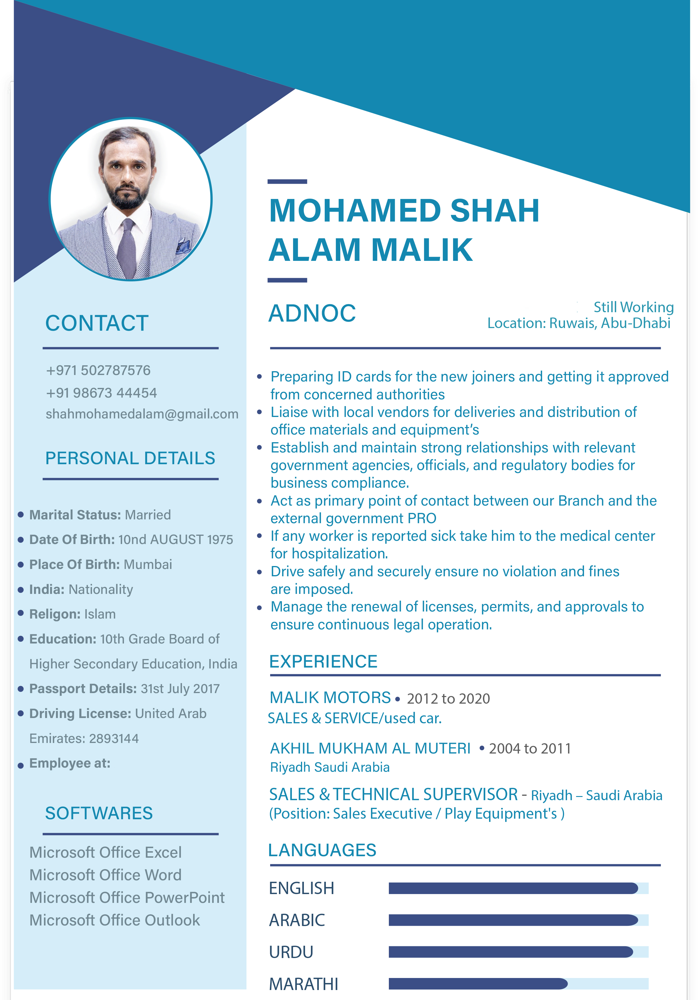 MOHAMED SHAH
ALAM MALIK
CONTACT
+971 502787576
+91 98673 44454
shahmohamedalam@gmail.com
PERSONAL DETAILS
Marital Status: Married
Date Of Birth: 10nd AUGUST 1975
Place Of Birth: Mumbai
India: Nationality
Religon: Islam
Education: 10th Grade Board of
Higher Secondary Education, India
Passport Details: 31st July 2017
Driving License: United Arab
Emirates: 2893144
Employee at:
SOFTWARES
Microsoft Office Excel
Microsoft Office Word
Microsoft Office PowerPoint
Microsoft Office Outlook
ADNOC
Still Working
Location: Ruwais, Abu-Dhabi
• Preparing ID cards for the new joiners and getting it approved
from concerned authorities
• Liaise with local vendors for deliveries and distribution of
office materials and equipment’s
• Establish and maintain strong relationships with relevant
government agencies, officials, and regulatory bodies for
business compliance.
• Act as primary point of contact between our Branch and the
external government PRO
• If any worker is reported sick take him to the medical center
for hospitalization.
• Drive safely and securely ensure no violation and fines
are imposed.
• Manage the renewal of licenses, permits, and approvals to
ensure continuous legal operation.
EXPERIENCE
MALIK MOTORS • 2012 to 2020
SALES & SERVICE/used car.
AKHIL MUKHAM AL MUTERI • 2004 to 2011
Riyadh Saudi Arabia
SALES & TECHNICAL SUPERVISOR - Riyadh – Saudi Arabia
(Position: Sales Executive / Play Equipment's )
LANGUAGES
ENGLISH
ARABIC
URDU
MARATHI